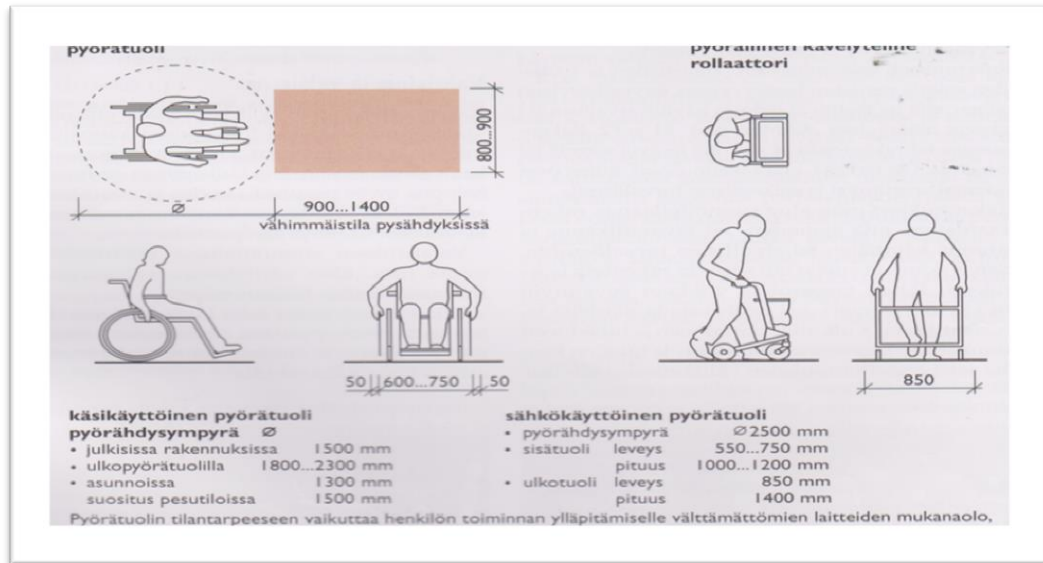 pyörätuoli
pyörällinen kävelyteline
rollaattori
800...900
⌀
900...1400
vähimmäistila pysähdyksissä
50 600...750 50
850
käsikäyttöinen pyörätuoli
pyörähdysympyrä ⌀
• julkisissa rakennuksissa 1500 mm
• ulkopyörätuolilla 1800...2300 mm
• asunnoissa 1300 mm
suositus pesutiloissa 1500 mm
sähkökäyttöinen pyörätuoli
• pyörähdysympyrä ⌀2500 mm
• sisätuoli leveys 550...750 mm
pituus 1000...1200 mm
• ulkotuoli leveys 850 mm
pituus 1400 mm
Pyörätuolin tilantarpeeseen vaikuttaa henkilön toiminnan ylläpitämiselle välttämättömien laitteiden mukanaolo,